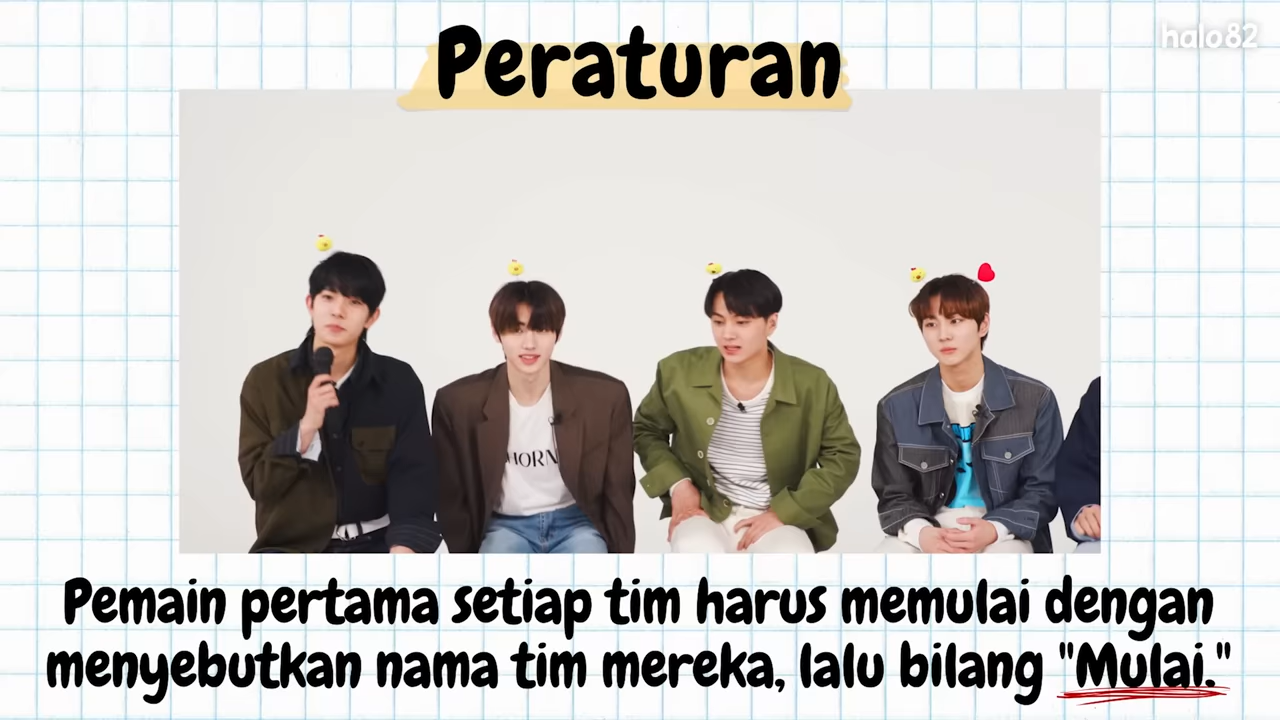 halo82
Peraturan
HORN
Pemain pertama setiap tim harus memulai dengan
menyebutkan nama tim mereka, lalu bilang "Mulai."